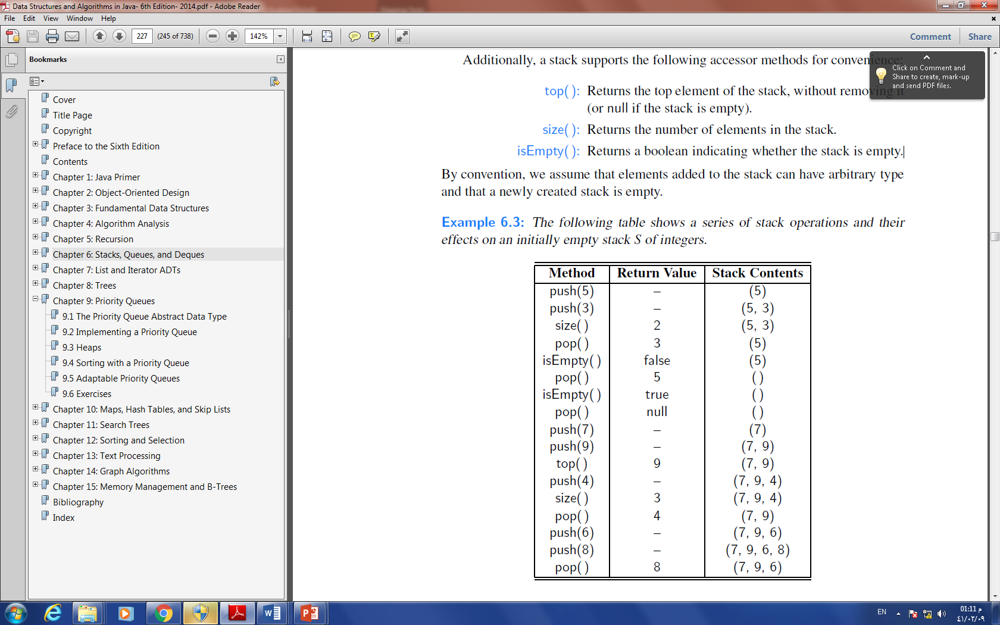 Data Structures and Algorithms in Java- 6th Edition- 2014.pdf - Adobe Reader
File Edit View Window Help
227 (245 of 738) 142% Comment Share
Bookmarks
Cover
Title Page
Copyright
Preface to the Sixth Edition
Contents
Chapter 1: Java Primer
Chapter 2: Object-Oriented Design
Chapter 3: Fundamental Data Structures
Chapter 4: Algorithm Analysis
Chapter 5: Recursion
Chapter 6: Stacks, Queues, and Deques
Chapter 7: List and Iterator ADTs
Chapter 8: Trees
Chapter 9: Priority Queues
9.1 The Priority Queue Abstract Data Type
9.2 Implementing a Priority Queue
9.3 Heaps
9.4 Sorting with a Priority Queue
9.5 Adaptable Priority Queues
9.6 Exercises
Chapter 10: Maps, Hash Tables, and Skip Lists
Chapter 11: Search Trees
Chapter 12: Sorting and Selection
Chapter 13: Text Processing
Chapter 14: Graph Algorithms
Chapter 15: Memory Management and B-Trees
Bibliography
Index
Additionally, a stack supports the following accessor methods for convenience:
Click on Comment and
Share to create, mark-up
and send PDF files.
top( ): Returns the top element of the stack, without removing it
(or null if the stack is empty).
size( ): Returns the number of elements in the stack.
isEmpty( ): Returns a boolean indicating whether the stack is empty.
By convention, we assume that elements added to the stack can have arbitrary type
and that a newly created stack is empty.
Example 6.3: The following table shows a series of stack operations and their
effects on an initially empty stack S of integers.
Method Return Value Stack Contents
push(5) – (5)
push(3) – (5, 3)
size( ) 2 (5, 3)
pop( ) 3 (5)
isEmpty( ) false (5)
pop( ) 5 ( )
isEmpty( ) true ( )
pop( ) null ( )
push(7) – (7)
push(9) – (7, 9)
top( ) 9 (7, 9)
push(4) – (7, 9, 4)
size( ) 3 (7, 9, 4)
pop( ) 4 (7, 9)
push(6) – (7, 9, 6)
push(8) – (7, 9, 6, 8)
pop( ) 8 (7, 9, 6)
EN
01:11 م
٤١/٠٢/٠٩